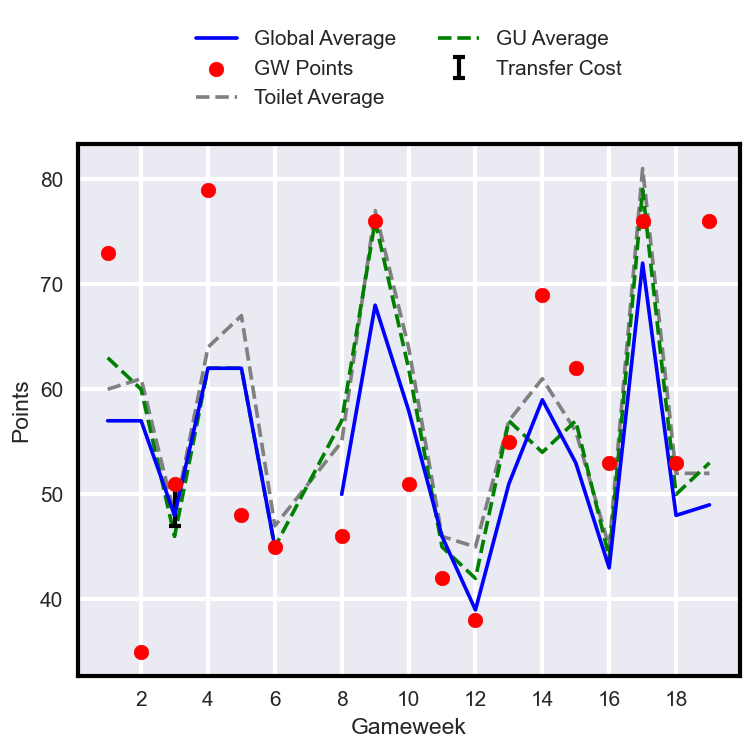 Global Average
GU Average
GW Points
Transfer Cost
Toilet Average
80
70
60
50
40
Points
2 4 6 8 10 12 14 16 18
Gameweek